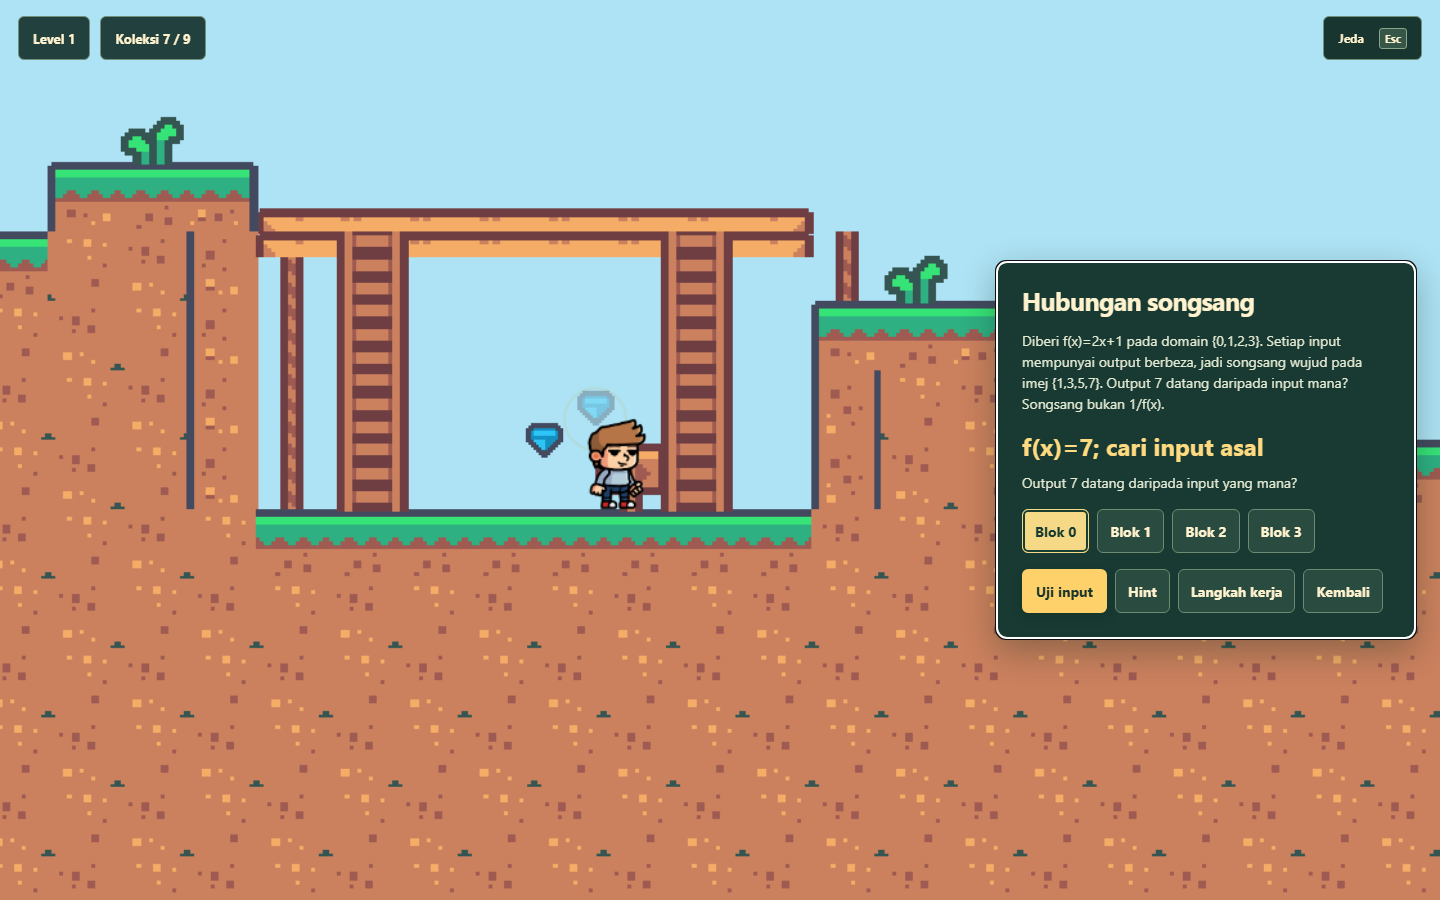 Level 1
Koleksi 7 / 9
Jeda Esc
Hubungan songsang
Diberi f(x)=2x+1 pada domain {0,1,2,3}. Setiap input
mempunyai output berbeza, jadi songsang wujud pada
imej {1,3,5,7}. Output 7 datang daripada input mana?
Songsang bukan 1/f(x).
f(x)=7; cari input asal
Output 7 datang daripada input yang mana?
Blok 0 Blok 1 Blok 2 Blok 3
Uji input Hint Langkah kerja Kembali